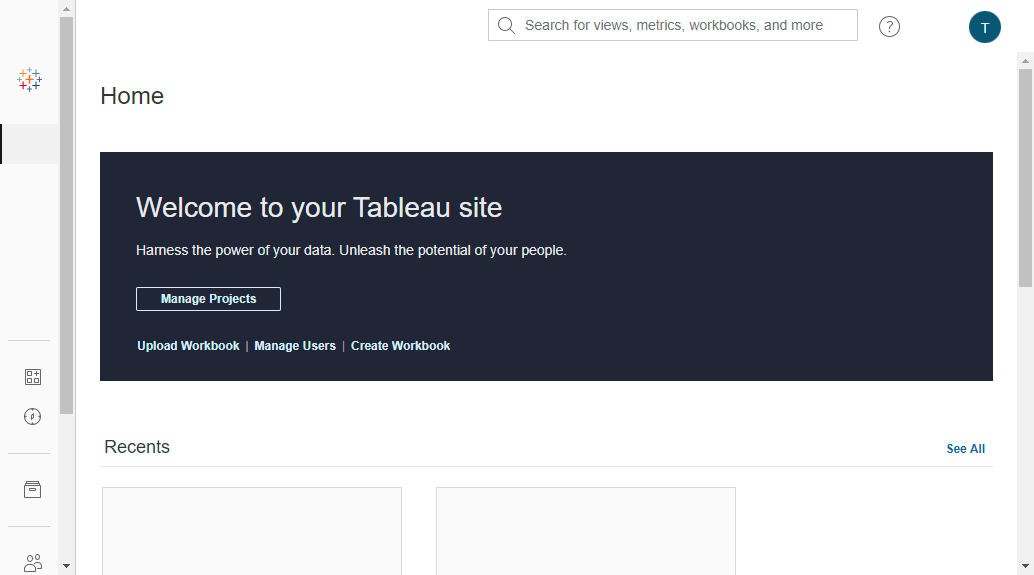 Search for views, metrics, workbooks, and more
?
T
Home
Welcome to your Tableau site
Harness the power of your data. Unleash the potential of your people.
Manage Projects
Upload Workbook | Manage Users | Create Workbook
Recents
See All